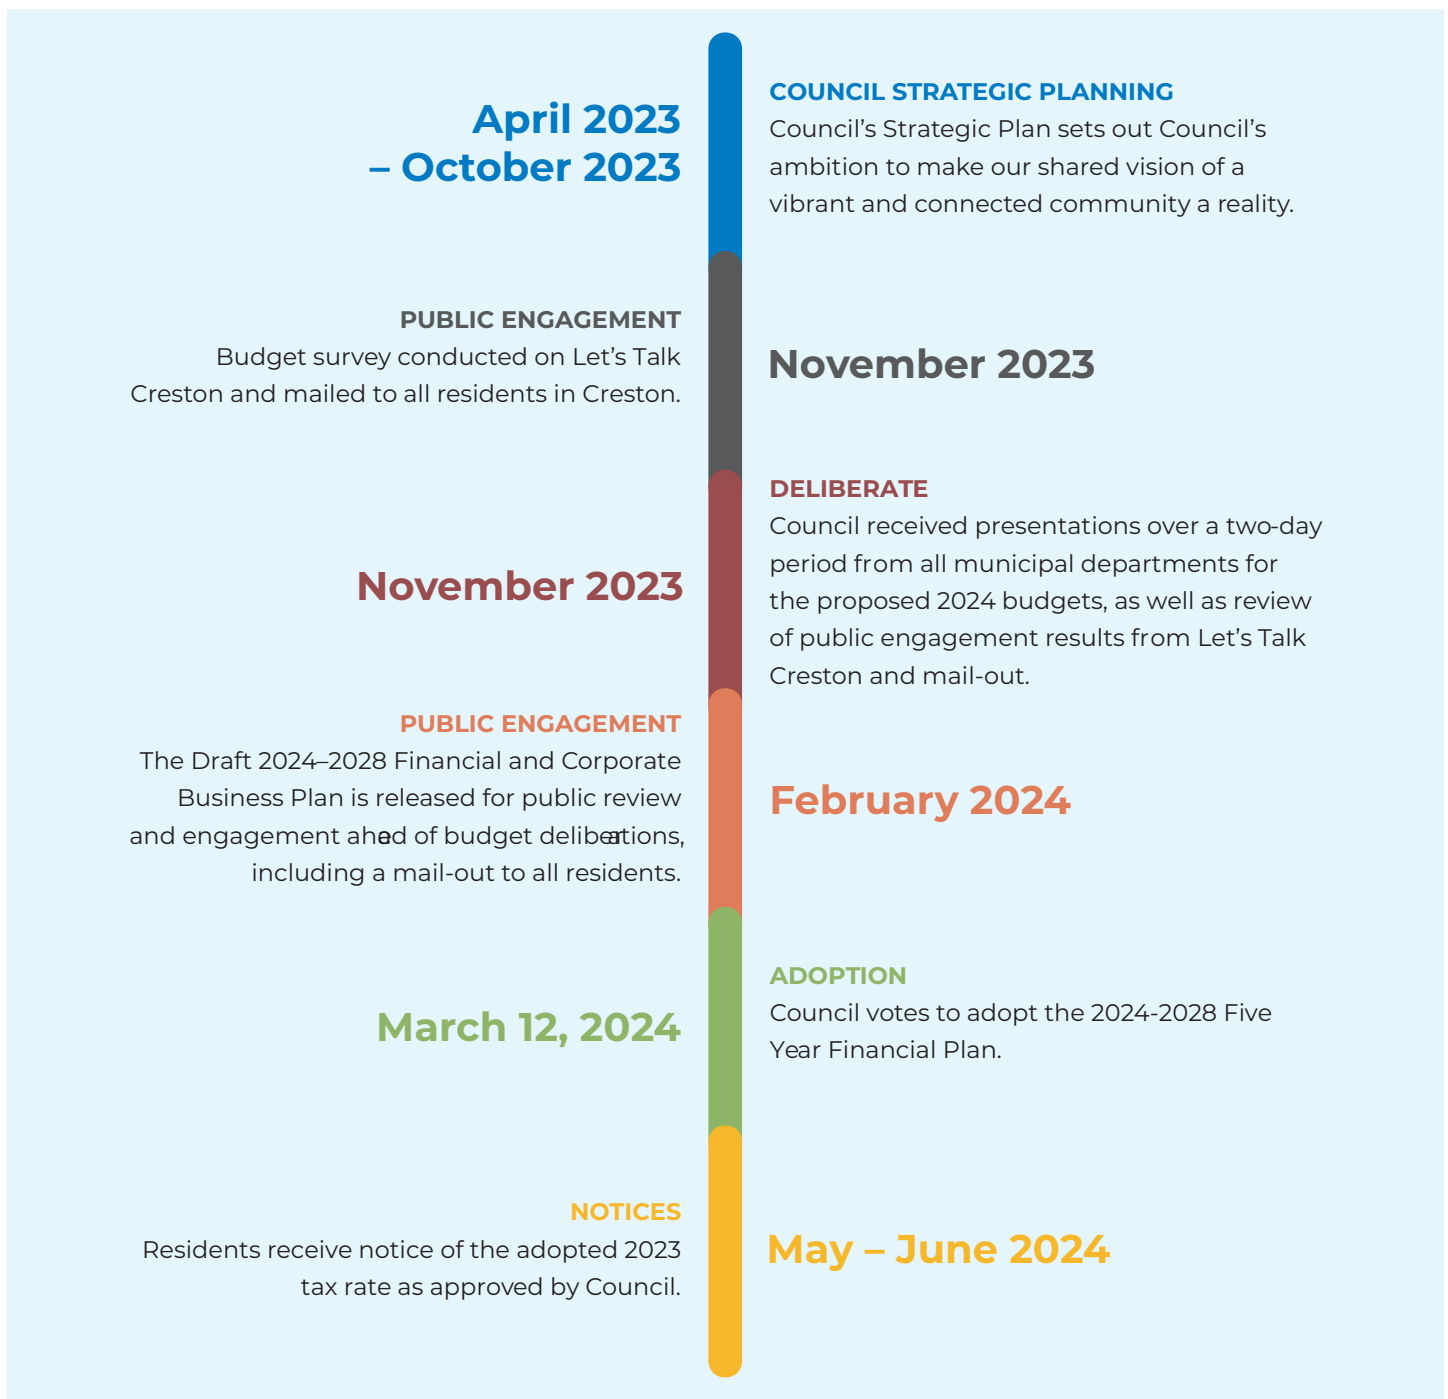 April 2023
– October 2023
COUNCIL STRATEGIC PLANNING
Council’s Strategic Plan sets out Council’s
ambition to make our shared vision of a
vibrant and connected community a reality.
PUBLIC ENGAGEMENT
Budget survey conducted on Let’s Talk
Creston and mailed to all residents in Creston.
November 2023
November 2023
DELIBERATE
Council received presentations over a two-day
period from all municipal departments for
the proposed 2024 budgets, as well as review
of public engagement results from Let’s Talk
Creston and mail-out.
PUBLIC ENGAGEMENT
The Draft 2024–2028 Financial and Corporate
Business Plan is released for public review
and engagement ahead of budget deliberations,
including a mail-out to all residents.
February 2024
March 12, 2024
ADOPTION
Council votes to adopt the 2024-2028 Five
Year Financial Plan.
NOTICES
Residents receive notice of the adopted 2023
tax rate as approved by Council.
May – June 2024